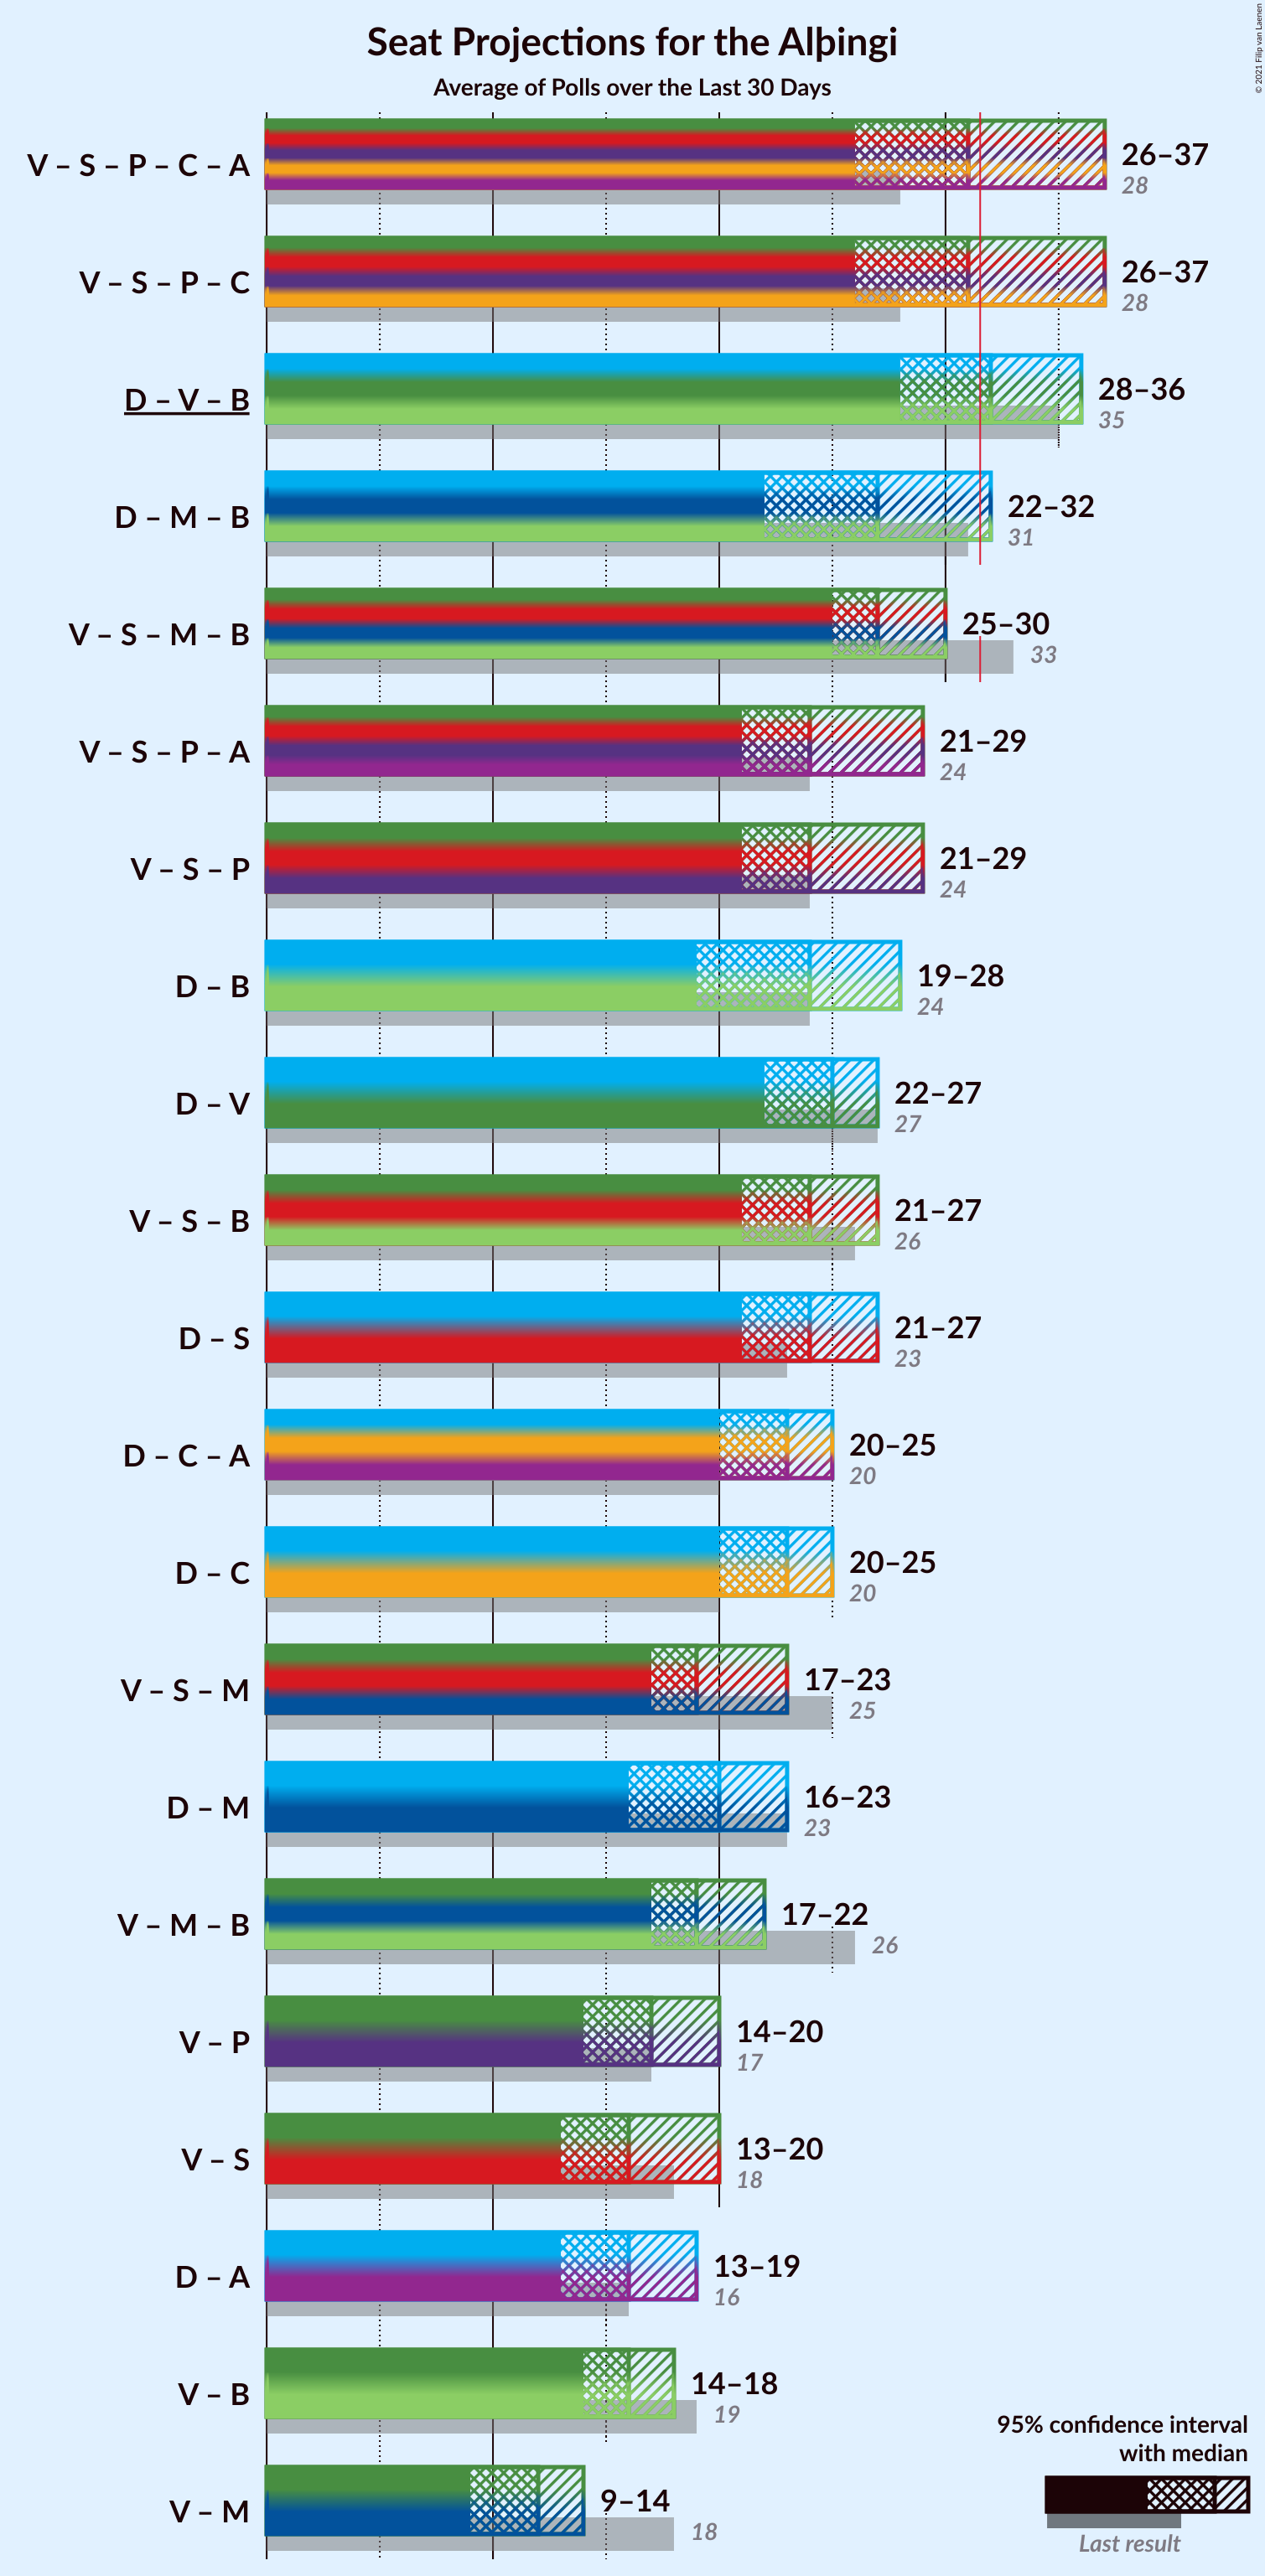 Seat Projections for the Alþingi
Average of Polls over the Last 30 Days
© 2021 Filip van Laenen
V – S – P – C – A
26–37
28
V – S – P – C
26–37
28
D – V – B
28–36
35
D – M – B
22–32
31
V – S – M – B
25–30
33
V – S – P – A
21–29
24
V – S – P
21–29
24
D – B
19–28
24
D – V
22–27
27
V – S – B
21–27
26
D – S
21–27
23
D – C – A
20–25
20
D – C
20–25
20
V – S – M
17–23
25
D – M
16–23
23
V – M – B
17–22
26
V – P
14–20
17
V – S
13–20
18
D – A
13–19
16
V – B
14–18
19
V – M
9–14
18
95% confidence interval
with median
Last result